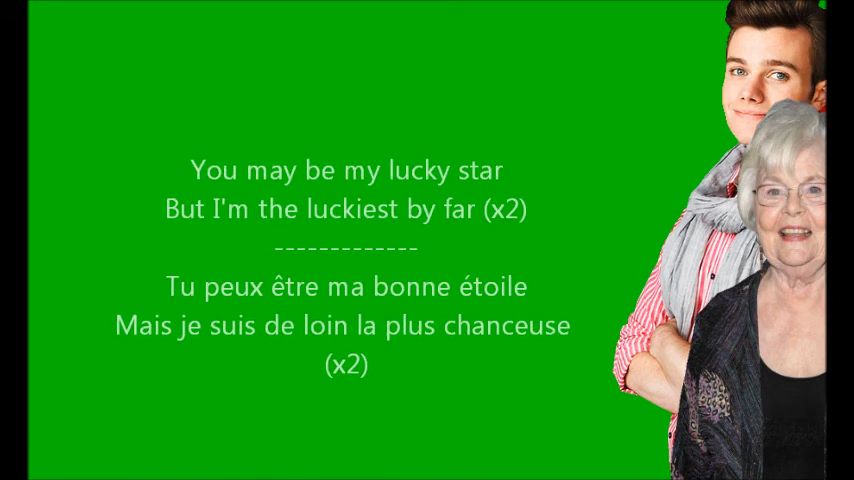 You may be my lucky star
But I'm the luckiest by far (x2)
-------------
Tu peux être ma bonne étoile
Mais je suis de loin la plus chanceuse
(x2)